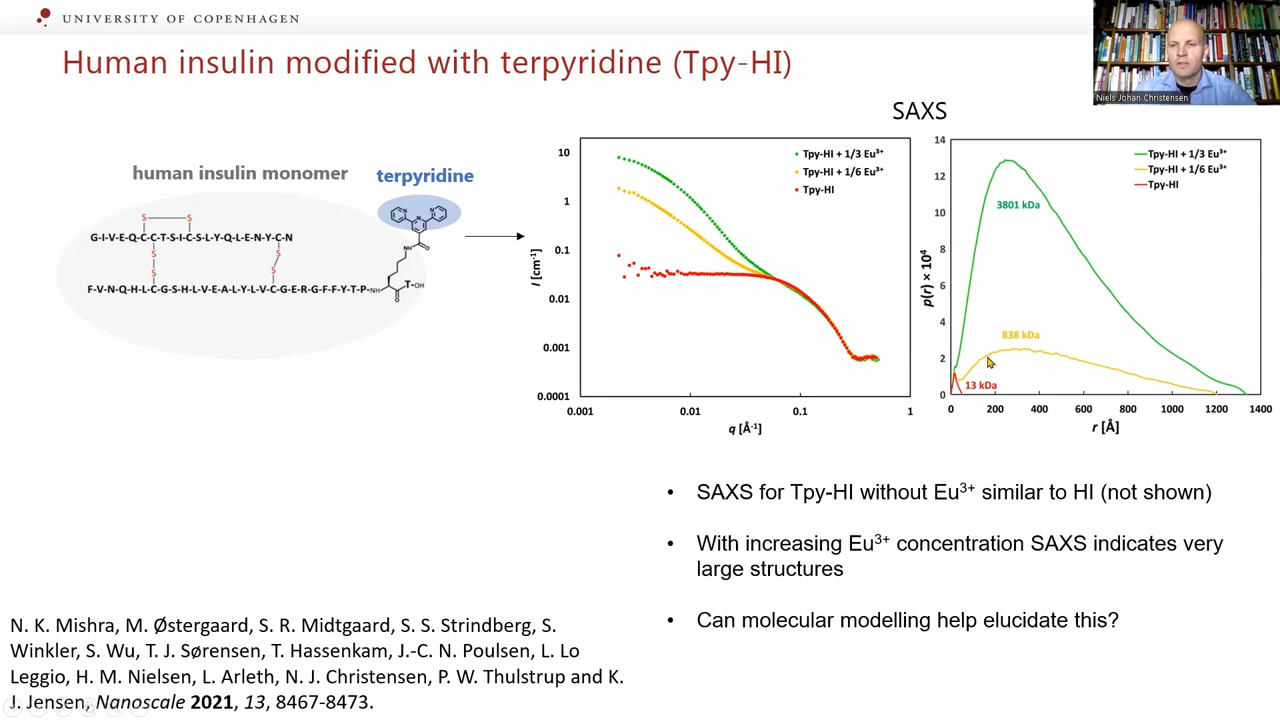 UNIVERSITY OF COPENHAGEN
Human insulin modified with terpyridine (Tpy-HI)
Niels Johan Christensen
SAXS
human insulin monomer
terpyridine
S S
G-I-V-E-Q-C-C-T-S-I-C-S-L-Y-Q-L-E-N-Y-C-N
S S
S S
F-V-N-Q-H-L-C-G-S-H-L-V-E-A-L-Y-L-V-C-G-E-R-G-F-F-Y-T-P-NH
N N N
NH O
O T-OH
I [cm⁻¹]
10
1
0.1
0.01
0.001
0.0001
0.001 0.01 0.1 1
q [Å⁻¹]
Tpy-HI + 1/3 Eu³⁺
Tpy-HI + 1/6 Eu³⁺
Tpy-HI
p(r) × 10⁴
14
12
10
8
6
4
2
0
0 200 400 600 800 1000 1200 1400
r [Å]
Tpy-HI + 1/3 Eu³⁺
Tpy-HI + 1/6 Eu³⁺
Tpy-HI
3801 kDa
838 kDa
13 kDa
• SAXS for Tpy-HI without Eu³⁺ similar to HI (not shown)
• With increasing Eu³⁺ concentration SAXS indicates very
large structures
• Can molecular modelling help elucidate this?
N. K. Mishra, M. Østergaard, S. R. Midtgaard, S. S. Strindberg, S.
Winkler, S. Wu, T. J. Sørensen, T. Hassenkam, J.-C. N. Poulsen, L. Lo
Leggio, H. M. Nielsen, L. Arleth, N. J. Christensen, P. W. Thulstrup and K.
J. Jensen, Nanoscale 2021, 13, 8467-8473.